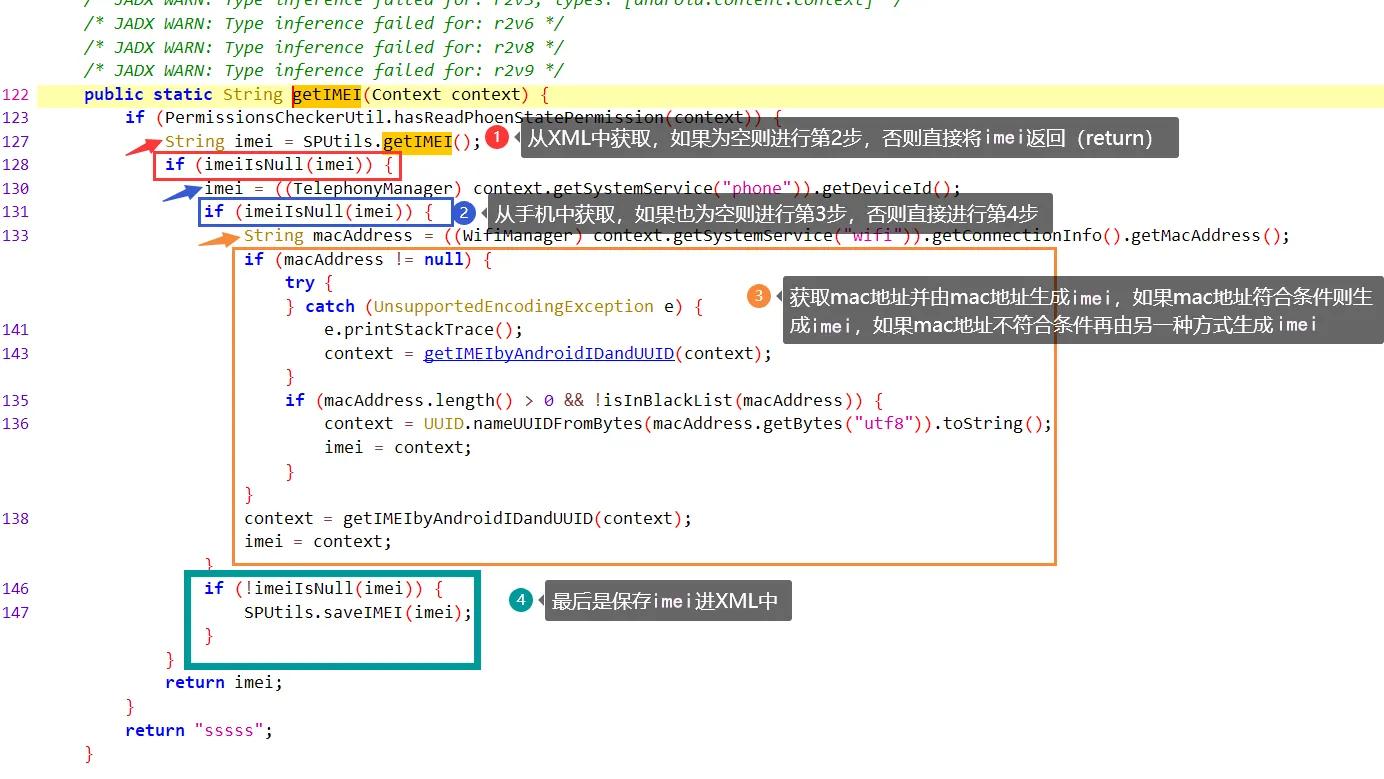 /* JADX WARN: Type inference failed for: r2v5, types: [android.content.Context] */
/* JADX WARN: Type inference failed for: r2v6 */
/* JADX WARN: Type inference failed for: r2v8 */
/* JADX WARN: Type inference failed for: r2v9 */
122 public static String getIMEI(Context context) {
123 if (PermissionsCheckerUtil.hasReadPhoenStatePermission(context)) {
127 String imei = SPUtils.getIMEI(); 1 从XML中获取，如果为空则进行第2步，否则直接将imei返回（return）
128 if (imeiIsNull(imei)) {
130 imei = ((TelephonyManager) context.getSystemService("phone")).getDeviceId();
131 if (imeiIsNull(imei)) { 2 从手机中获取，如果也为空则进行第3步，否则直接进行第4步
133 String macAddress = ((WifiManager) context.getSystemService("wifi")).getConnectionInfo().getMacAddress();
if (macAddress != null) {
try {
3 获取mac地址并由mac地址生成imei，如果mac地址符合条件则生
成imei，如果mac地址不符合条件再由另一种方式生成imei
} catch (UnsupportedEncodingException e) {
141 e.printStackTrace();
143 context = getIMEIbyAndroidIDandUUID(context);
}
135 if (macAddress.length() > 0 && !isInBlackList(macAddress)) {
136 context = UUID.nameUUIDFromBytes(macAddress.getBytes("utf8")).toString();
imei = context;
}
}
138 context = getIMEIbyAndroidIDandUUID(context);
imei = context;
}
146 if (!imeiIsNull(imei)) {
147 SPUtils.saveIMEI(imei); 4 最后是保存imei进XML中
}
}
return imei;
}
return "sssss";
}